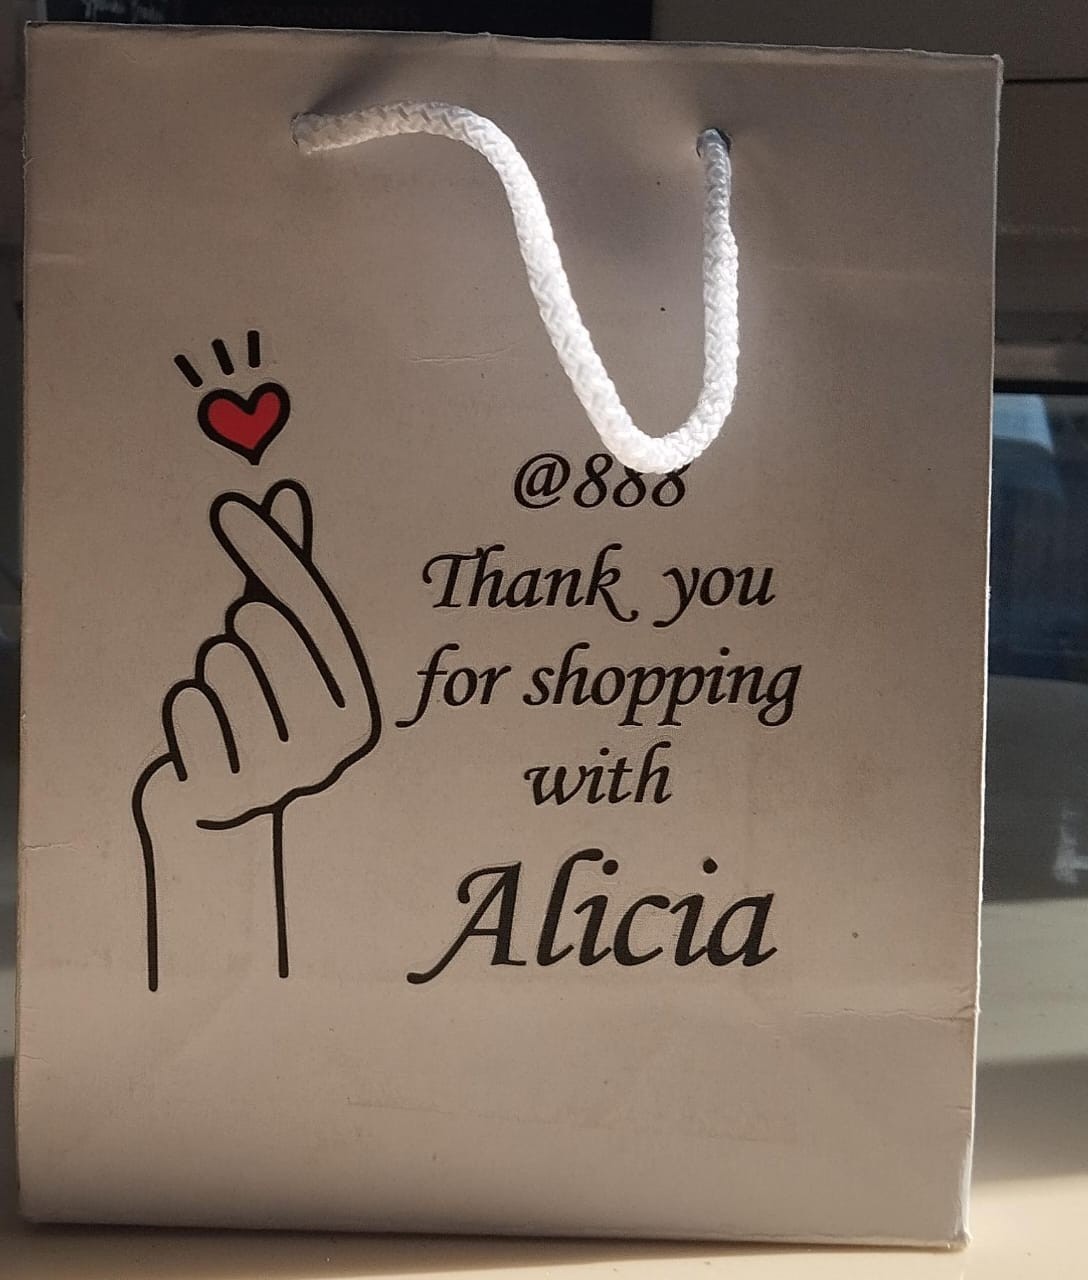 @888
Thank you
for shopping
with
Alicia